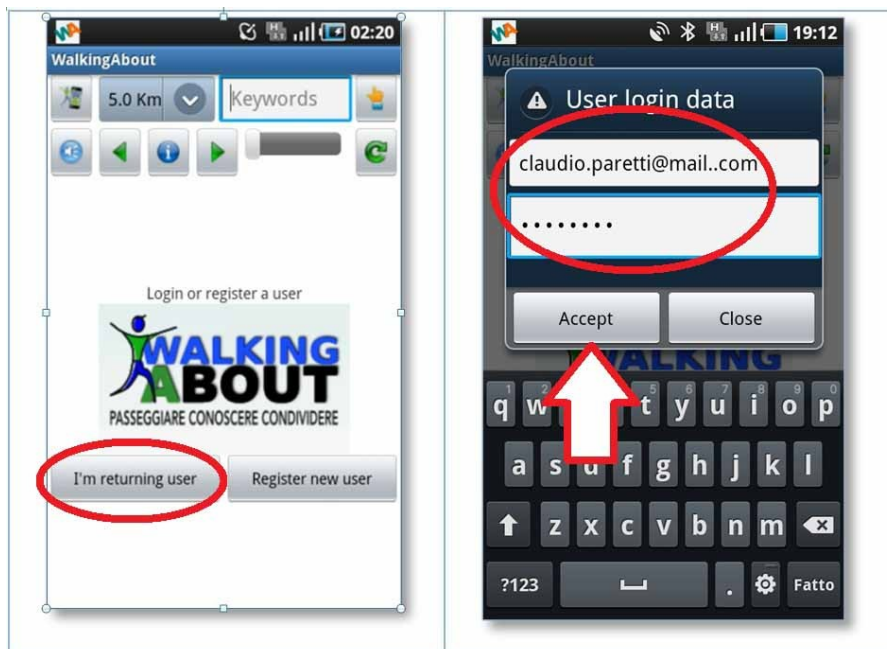 02:20
WalkingAbout
5.0 Km
Keywords
Login or register a user
WALKING
ABOUT
PASSEGGIARE CONOSCERE CONDIVIDERE
I'm returning user
Register new user
19:12
WalkingAbout
User login data
claudio.paretti@mail..com
Accept
Close
WALKING
q w t y u i o p
a s d f g h j k l
z x c v b n m
?123 . Fatto